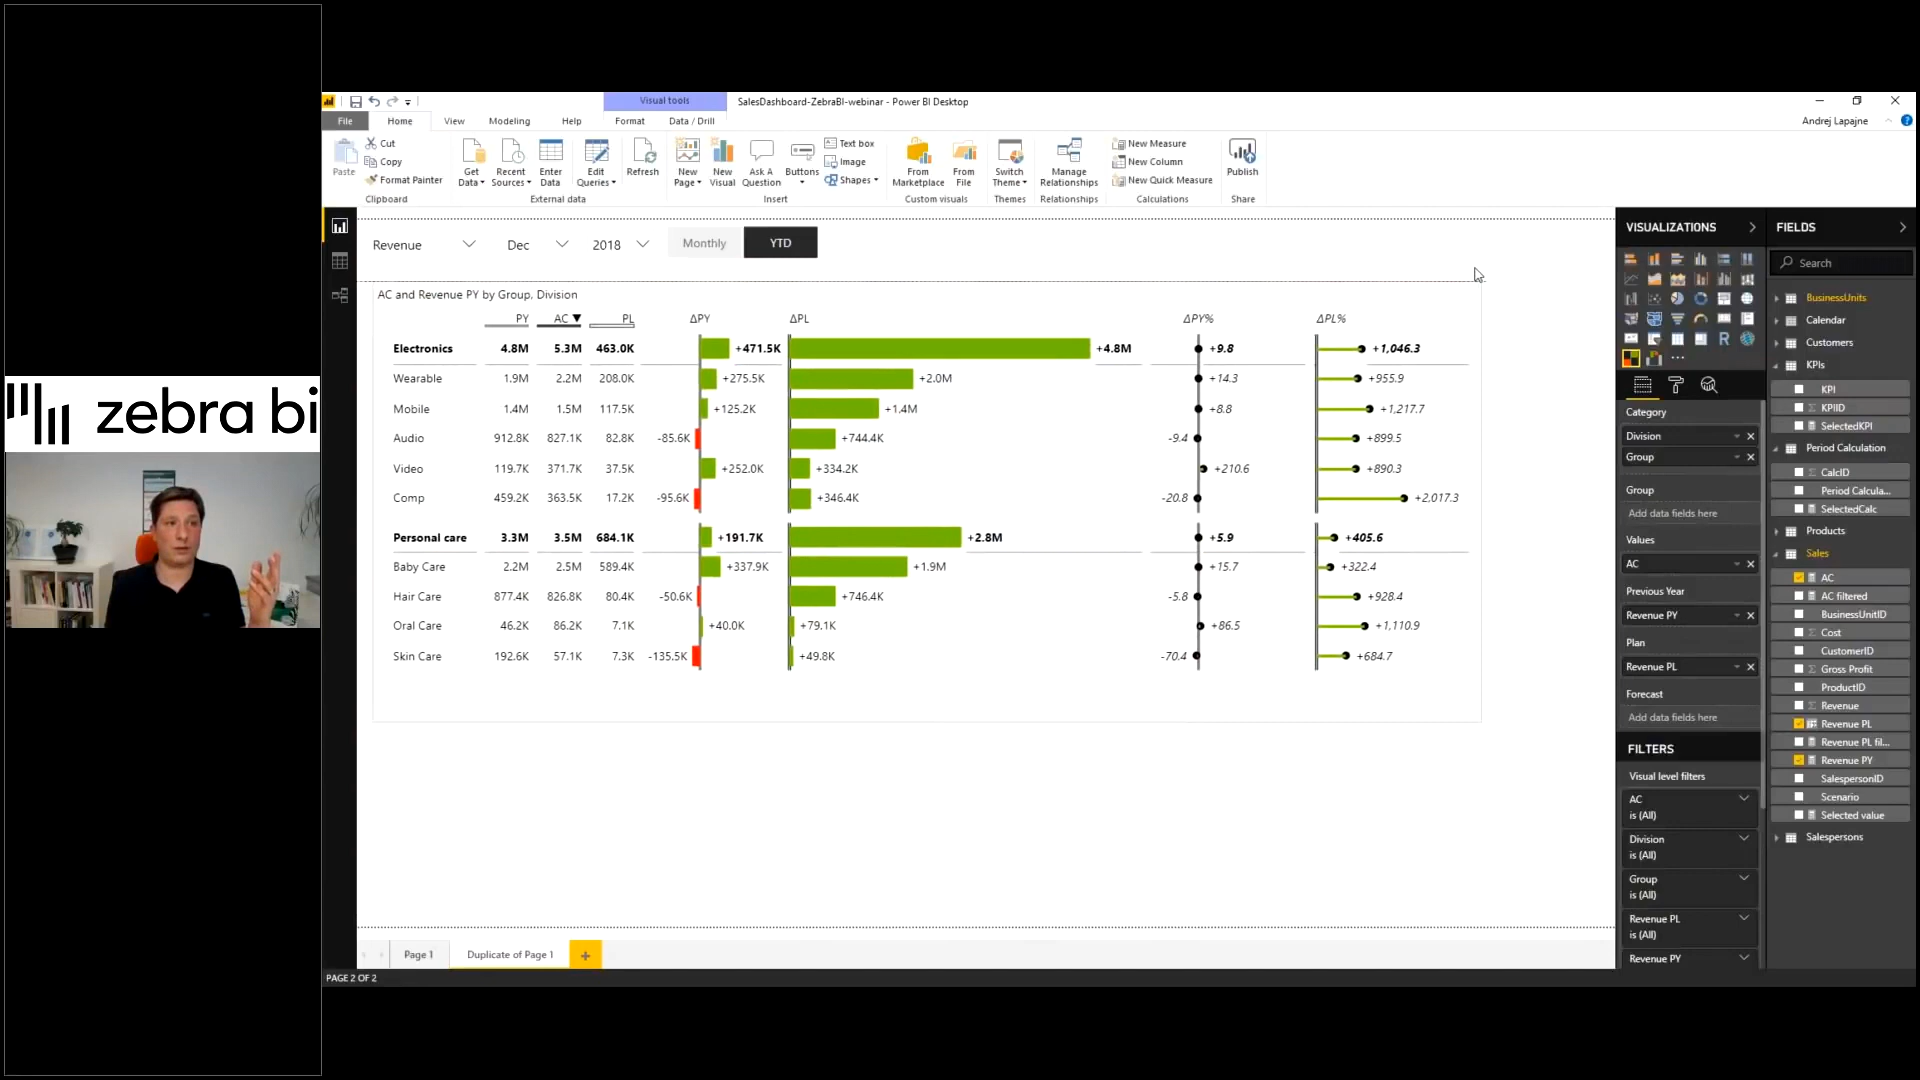 SalesDashboard-ZebraBI-webinar - Power BI Desktop
Visual tools
File Home View Modeling Help Format Data / Drill
Andrej Lapajne
Paste
Cut
Copy
Format Painter
Clipboard
Get Data
Recent Sources
Enter Data
Edit Queries
External data
Refresh
New Page
New Visual
Ask A Question
Buttons
Text box
Image
Shapes
Insert
From Marketplace
From File
Custom visuals
Switch Theme
Themes
Manage Relationships
Relationships
New Measure
New Column
New Quick Measure
Calculations
Publish
Share
Revenue Dec 2018 Monthly YTD
AC and Revenue PY by Group, Division
PY AC PL ΔPY ΔPL ΔPY% ΔPL%
Electronics 4.8M 5.3M 463.0K +471.5K +4.8M +9.8 +1,046.3
Wearable 1.9M 2.2M 208.0K +275.5K +2.0M +14.3 +955.9
Mobile 1.4M 1.5M 117.5K +125.2K +1.4M +8.8 +1,217.7
Audio 912.8K 827.1K 82.8K -85.6K +744.4K -9.4 +899.5
Video 119.7K 371.7K 37.5K +252.0K +334.2K +210.6 +890.3
Comp 459.2K 363.5K 17.2K -95.6K +346.4K -20.8 +2,017.3
Personal care 3.3M 3.5M 684.1K +191.7K +2.8M +5.9 +405.6
Baby Care 2.2M 2.5M 589.4K +337.9K +1.9M +15.7 +322.4
Hair Care 877.4K 826.8K 80.4K -50.6K +746.4K -5.8 +928.4
Oral Care 46.2K 86.2K 7.1K +40.0K +79.1K +86.5 +1,110.9
Skin Care 192.6K 57.1K 7.3K -135.5K +49.8K -70.4 +684.7
zebra bi
VISUALIZATIONS
R
Category
Division
Group
Group
Add data fields here
Values
AC
Previous Year
Revenue PY
Plan
Revenue PL
Forecast
Add data fields here
FILTERS
Visual level filters
AC
is (All)
Division
is (All)
Group
is (All)
Revenue PL
is (All)
Revenue PY
FIELDS
Search
BusinessUnits
Calendar
Customers
KPIs
KPI
KPIID
SelectedKPI
Period Calculation
CalcID
Period Calcula...
SelectedCalc
Products
Sales
AC
AC filtered
BusinessUnitID
Cost
CustomerID
Gross Profit
ProductID
Revenue
Revenue PL
Revenue PL fil...
Revenue PY
SalespersonID
Scenario
Selected value
Salespersons
Page 1 Duplicate of Page 1 +
PAGE 2 OF 2